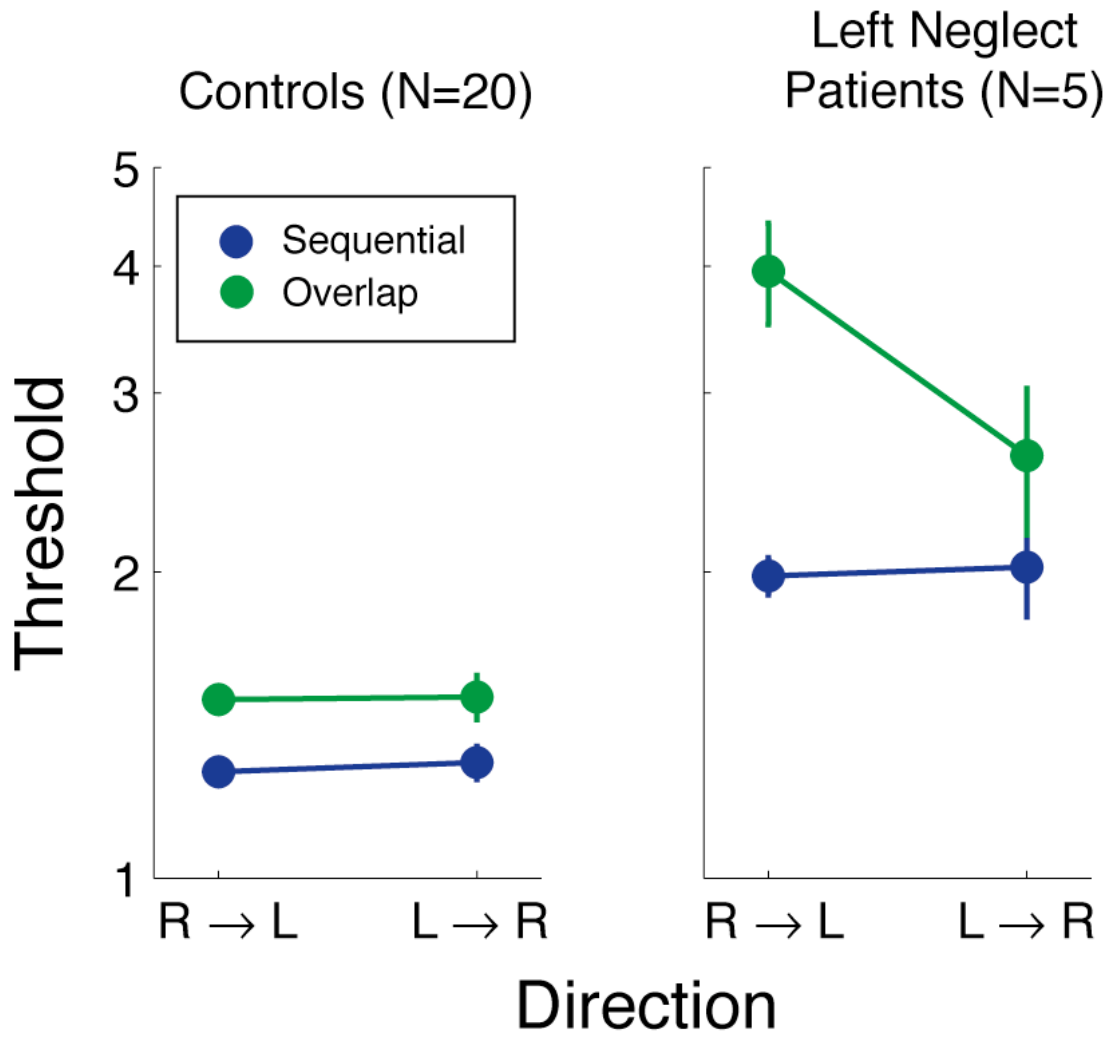 Controls (N=20)
Left Neglect
Patients (N=5)
Sequential
Overlap
Threshold
5
4
3
2
1
R → L
L → R
R → L
L → R
Direction